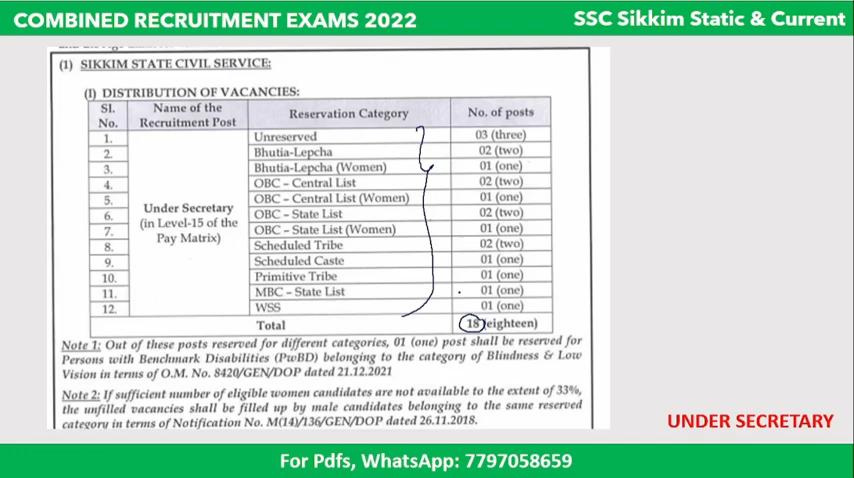 COMBINED RECRUITMENT EXAMS 2022
SSC Sikkim Static & Current
(1) SIKKIM STATE CIVIL SERVICE:
(I) DISTRIBUTION OF VACANCIES:
Sl. No. Name of the Recruitment Post Reservation Category No. of posts
Under Secretary (in Level-15 of the Pay Matrix)
1. Unreserved 03 (three)
2. Bhutia-Lepcha 02 (two)
3. Bhutia-Lepcha (Women) 01 (one)
4. OBC – Central List 02 (two)
5. OBC – Central List (Women) 01 (one)
6. OBC – State List 02 (two)
7. OBC – State List (Women) 01 (one)
8. Scheduled Tribe 02 (two)
9. Scheduled Caste 01 (one)
10. Primitive Tribe 01 (one)
11. MBC – State List 01 (one)
12. WSS 01 (one)
Total 18(eighteen)
Note 1: Out of these posts reserved for different categories, 01 (one) post shall be reserved for
Persons with Benchmark Disabilities (PwBD) belonging to the category of Blindness & Low
Vision in terms of O.M. No. 8420/GEN/DOP dated 21.12.2021
Note 2: If sufficient number of eligible women candidates are not available to the extent of 33%,
the unfilled vacancies shall be filled up by male candidates belonging to the same reserved
category in terms of Notification No. M(14)/136/GEN/DOP dated 26.11.2018.
UNDER SECRETARY
For Pdfs, WhatsApp: 7797058659